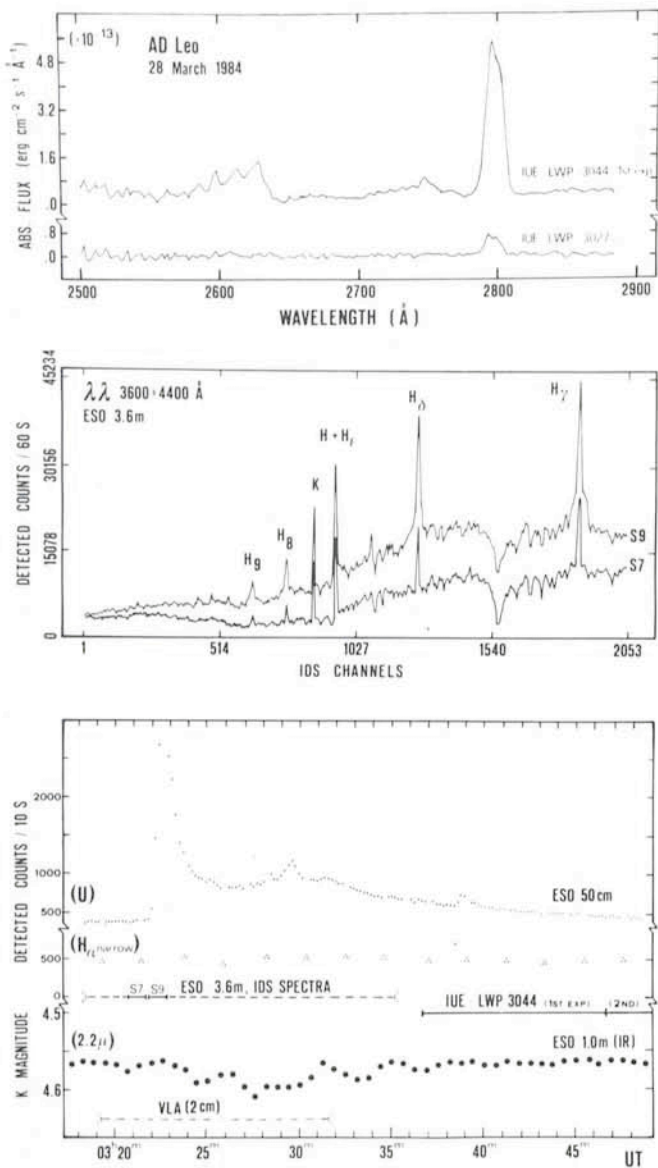 (·10⁻¹³)
AD Leo
28 March 1984
4.8
3.2
1.6
.0
.8
.0
ABS. FLUX (erg cm⁻² s⁻¹ Å⁻¹)
IUE LWP 3044
IUE LWP 3027
2500 2600 2700 2800 2900
WAVELENGTH (Å)
45234
30156
15078
0
DETECTED COUNTS / 60 S
λλ 3600÷4400 Å
ESO 3.6m
H9
H8
K
H + Hε
Hδ
Hγ
S9
S7
1 514 1027 1540 2053
IDS CHANNELS
DETECTED COUNTS / 10 S
2000
1000
500
(U)
ESO 50cm
500
0
S7 S9
ESO 3.6m, IDS SPECTRA
IUE LWP 3044 (1ST EXP) (2ND)
K MAGNITUDE
4.5
4.6
(2.2μ)
ESO 1.0m (IR)
VLA (2cm)
03ʰ20ᵐ 25ᵐ 30ᵐ 35ᵐ 40ᵐ 45ᵐ UT